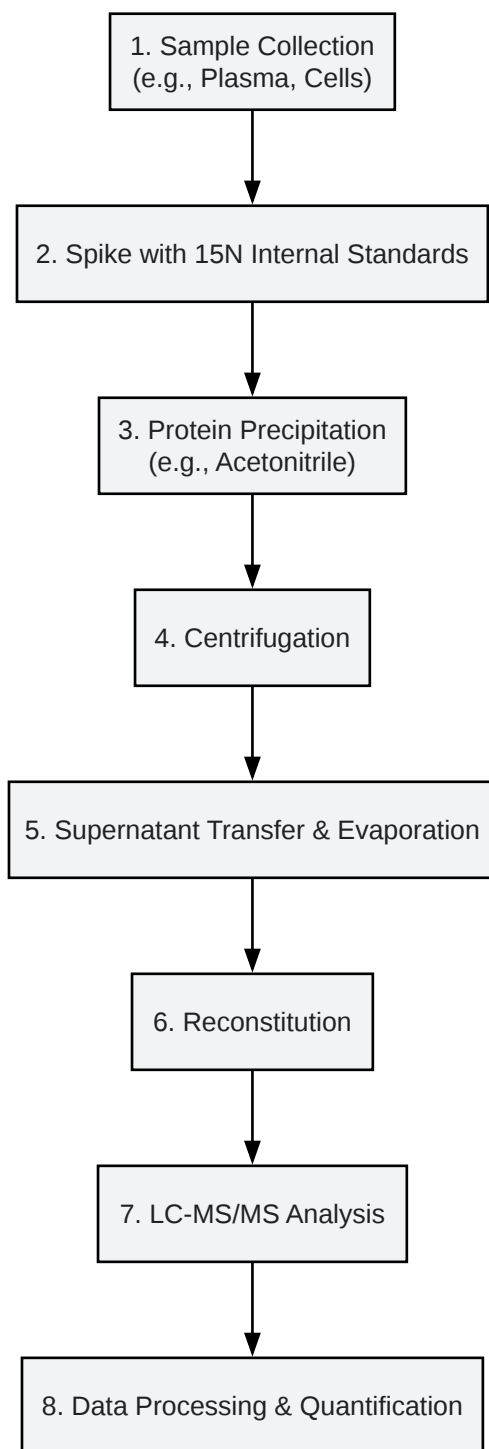 1. Sample Collection
(e.g., Plasma, Cells)
2. Spike with 15N Internal Standards
3. Protein Precipitation
(e.g., Acetonitrile)
4. Centrifugation
5. Supernatant Transfer & Evaporation
6. Reconstitution
7. LC-MS/MS Analysis
8. Data Processing & Quantification